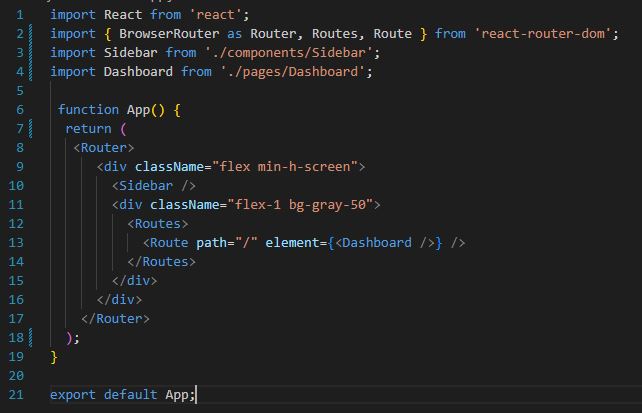 1 import React from 'react';
2 import { BrowserRouter as Router, Routes, Route } from 'react-router-dom';
3 import Sidebar from './components/Sidebar';
4 import Dashboard from './pages/Dashboard';
5
6  function App() {
7   return (
8    <Router>
9       <div className="flex min-h-screen">
10         <Sidebar />
11         <div className="flex-1 bg-gray-50">
12           <Routes>
13             <Route path="/" element={<Dashboard />} />
14           </Routes>
15         </div>
16       </div>
17     </Router>
18   );
19 }
20
21 export default App;